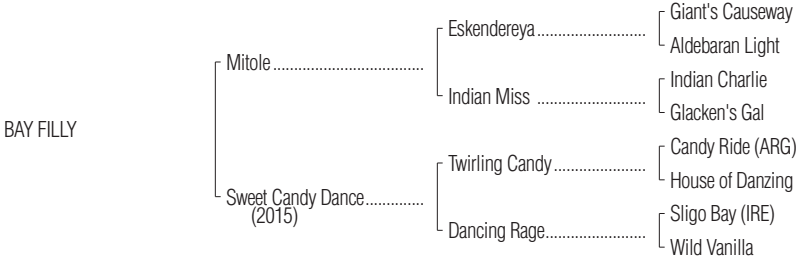 Giant's Causeway
Eskendereya
Aldebaran Light
Mitole
Indian Charlie
Indian Miss
Glacken's Gal
BAY FILLY
Candy Ride (ARG)
Twirling Candy
House of Danzing
Sweet Candy Dance
(2015)
Sligo Bay (IRE)
Dancing Rage
Wild Vanilla